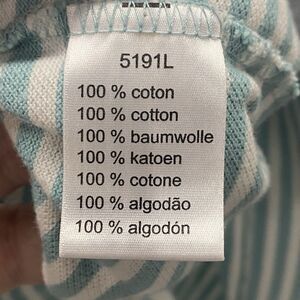 5191L
100 % coton
100 % cotton
100 % baumwolle
100 % katoen
100 % cotone
100 % algodão
100 % algodón